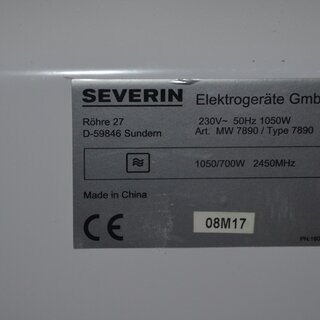 SEVERIN Elektrogeräte Gmb
Röhre 27 230V~ 50Hz 1050W
D-59846 Sundern Art. MW 7890 / Type 7890
1050/700W 2450MHz
Made in China
CE 08M17